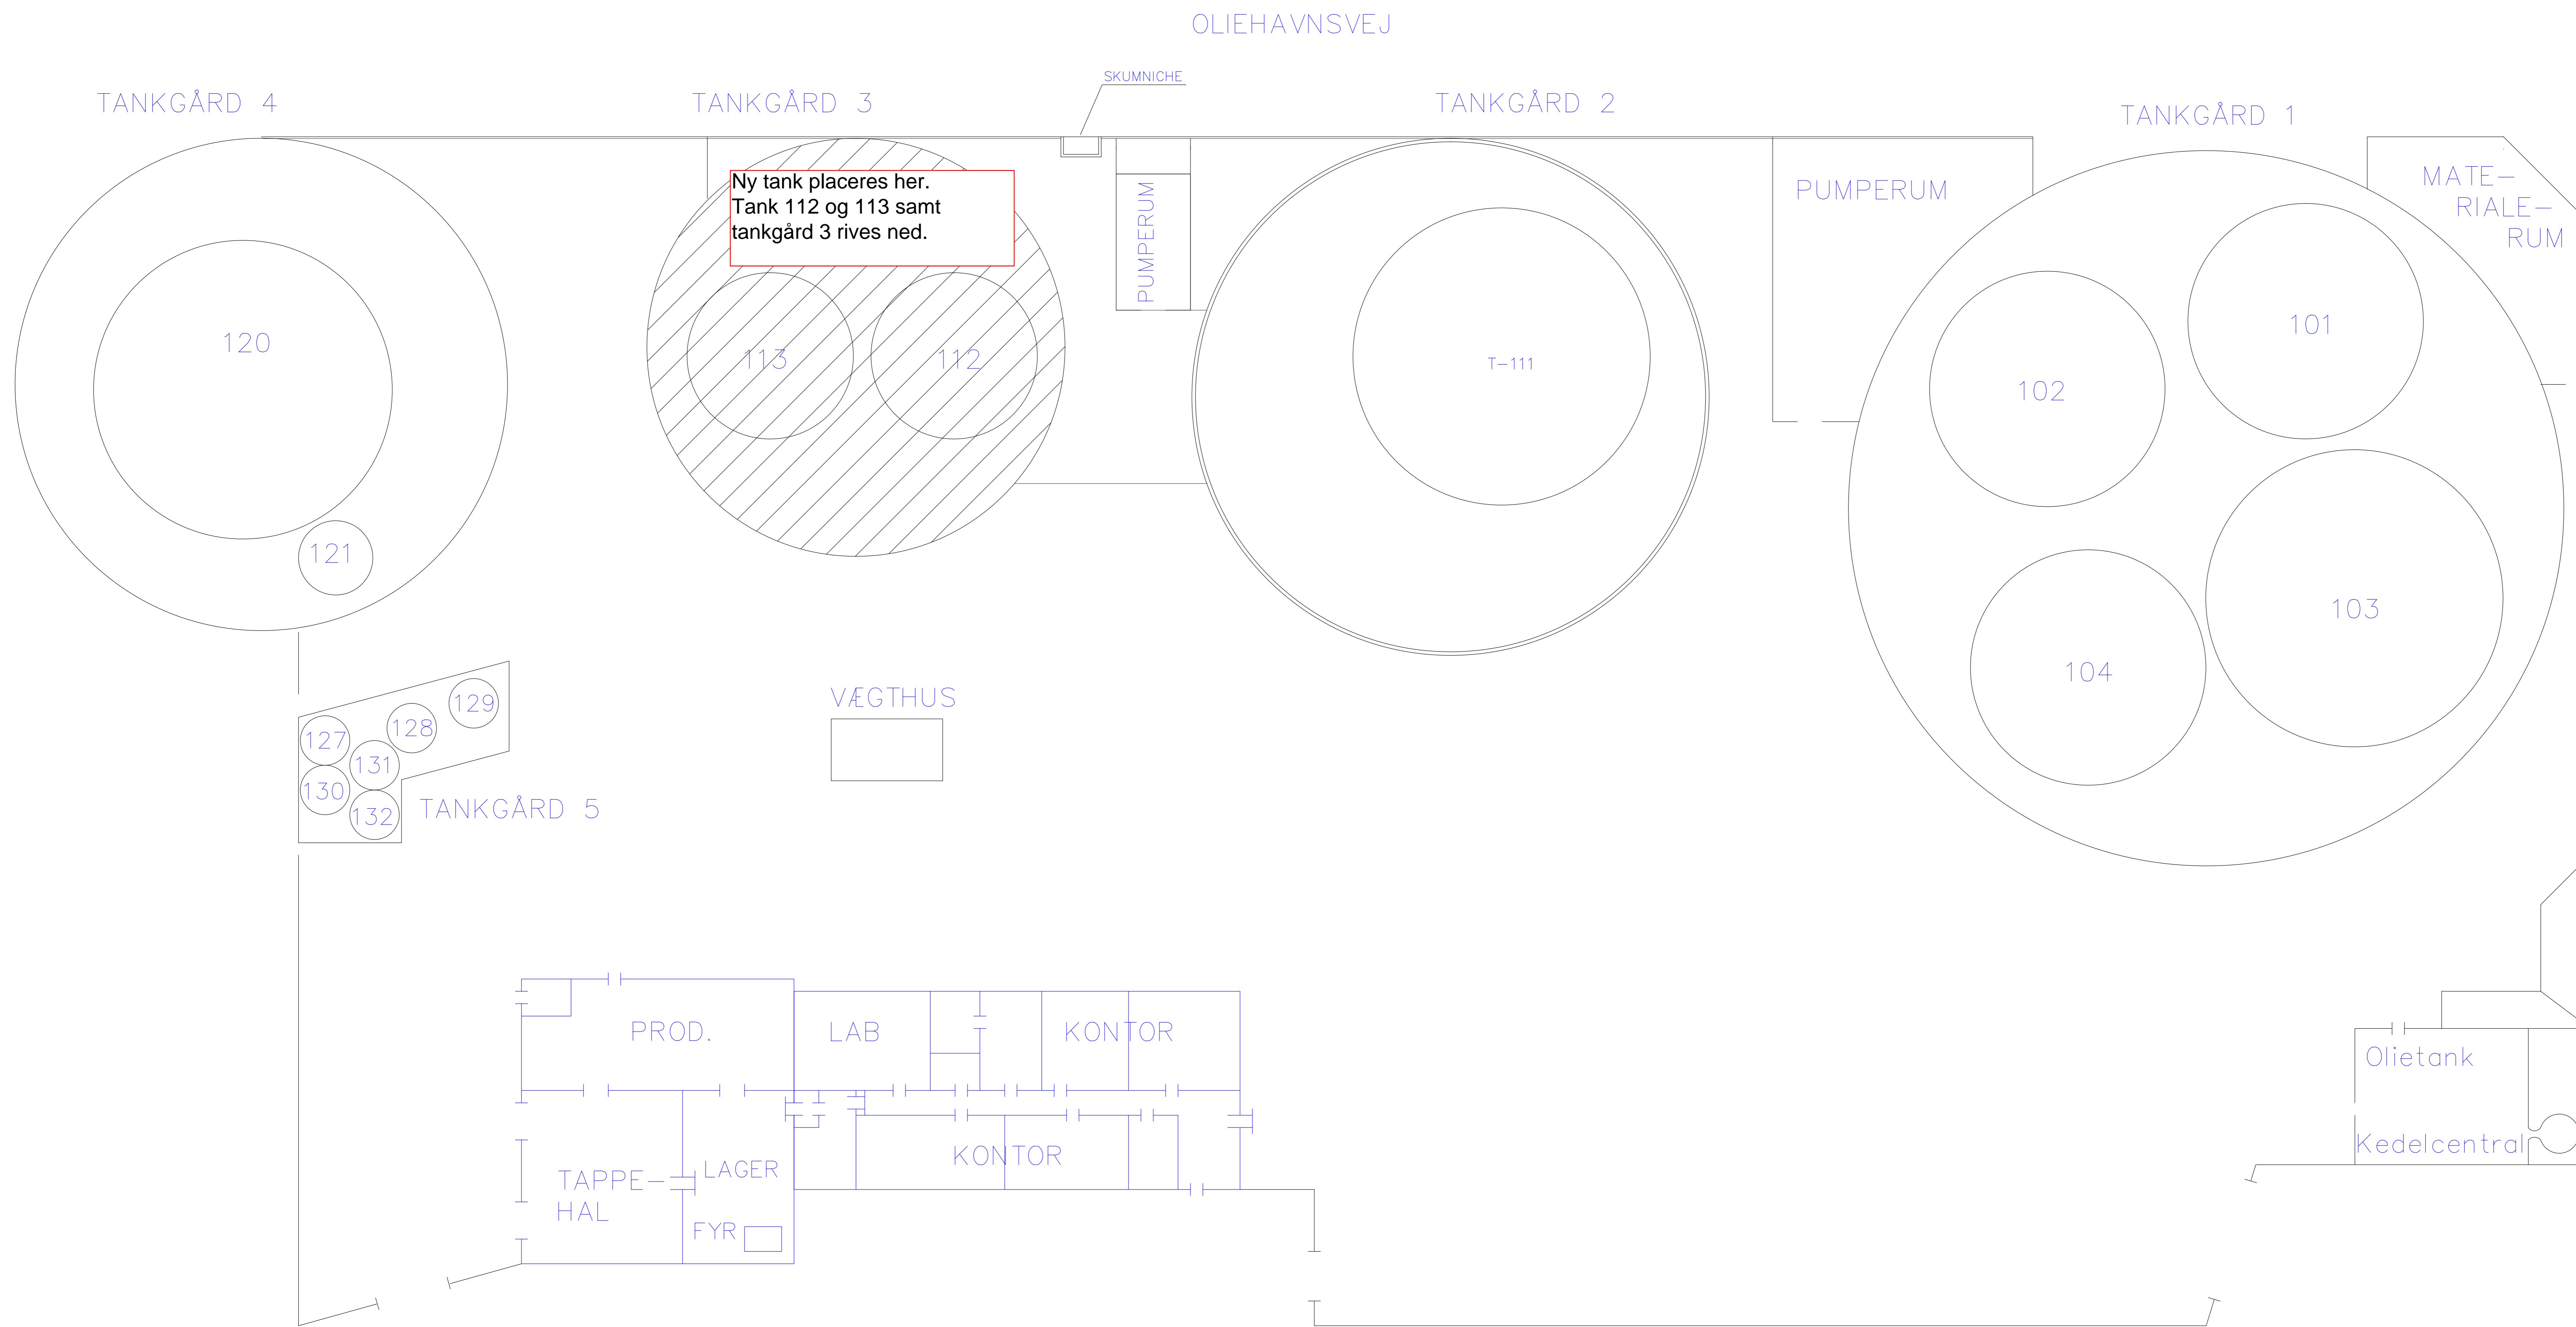 OLIEHAVNSVEJ
SKUMNICHE
TANKGÅRD 4
TANKGÅRD 3
TANKGÅRD 2
TANKGÅRD 1
Ny tank placeres her.
Tank 112 og 113 samt
tankgård 3 rives ned.
PUMPERUM
PUMPERUM
MATE-
RIALE-
RUM
120
113
112
T-111
102
101
121
103
104
VÆGTHUS
129
128
127
131
130
132
TANKGÅRD 5
PROD.
LAB
KONTOR
Olietank
Kedelcentral
KONTOR
TAPPE-
HAL
LAGER
FYR